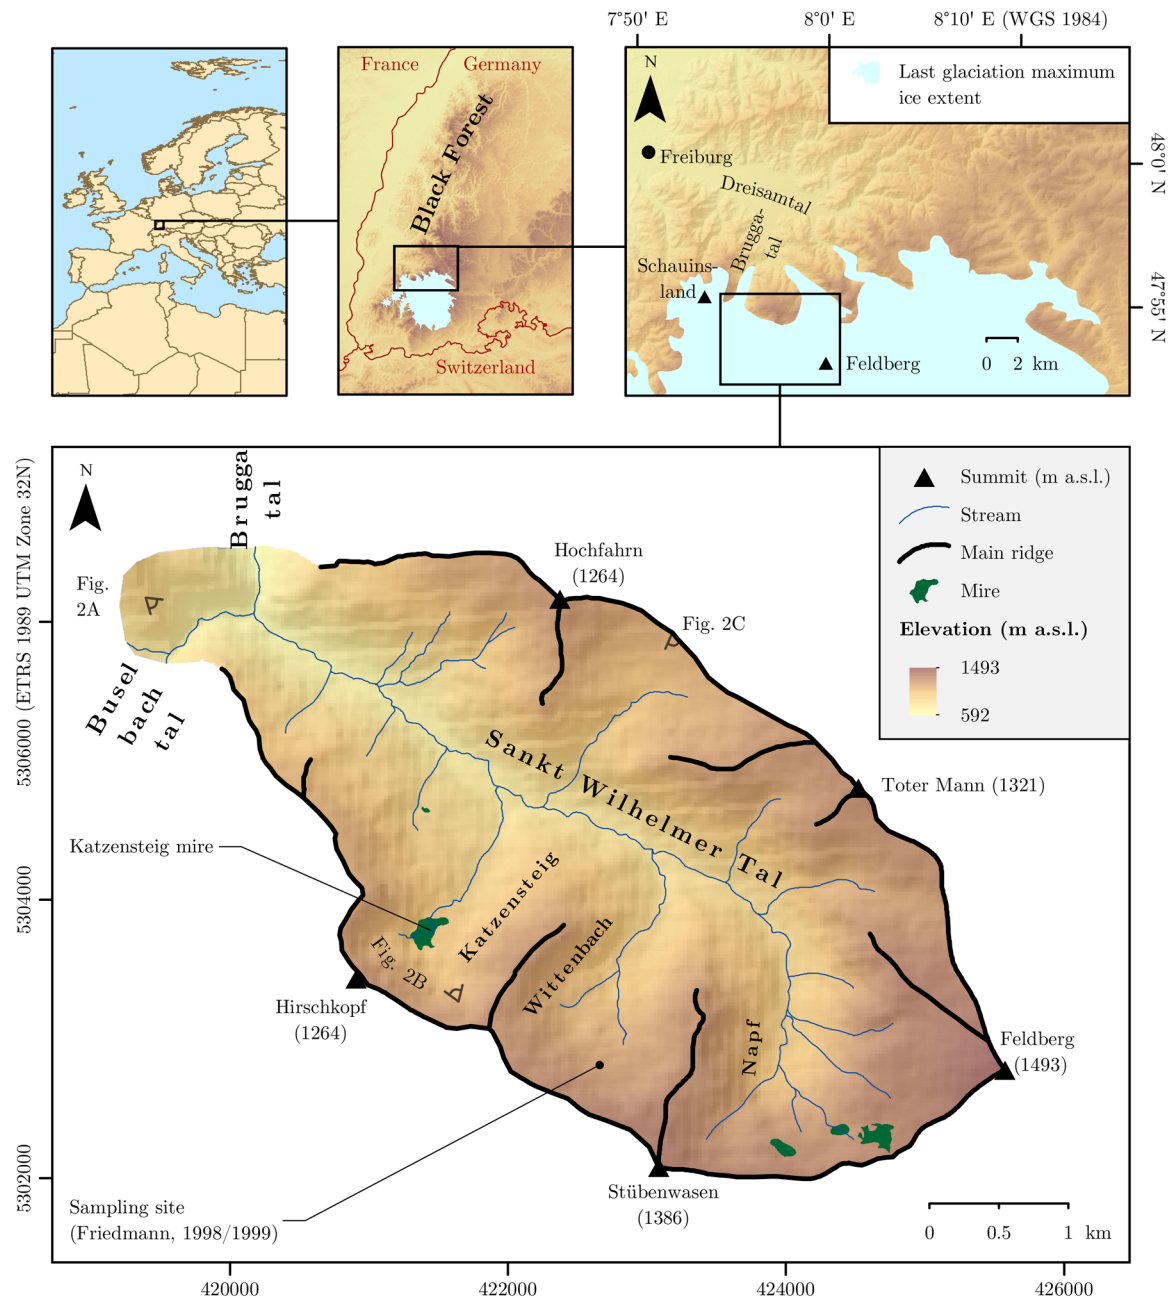 7°50' E
8°0' E
8°10' E (WGS 1984)
France
Germany
Black Forest
Switzerland
N
Last glaciation maximum
ice extent
Freiburg
Dreisamtal
Brugga-
tal
Schauins-
land
Feldberg
0 2 km
48°0' N
47°55' N
N
Brugga
tal
Fig.
2A
Busel
bach
tal
Hochfahrn
(1264)
Fig. 2C
Sankt Wilhelmer Tal
Toter Mann (1321)
Katzensteig mire
Katzensteig
Fig. 2B
Wittenbach
Hirschkopf
(1264)
Napf
Feldberg
(1493)
Sampling site
(Friedmann, 1998/1999)
Stübenwasen
(1386)
Summit (m a.s.l.)
Stream
Main ridge
Mire
Elevation (m a.s.l.)
1493
592
0 0.5 1 km
5306000 (ETRS 1989 UTM Zone 32N)
5304000
5302000
420000
422000
424000
426000